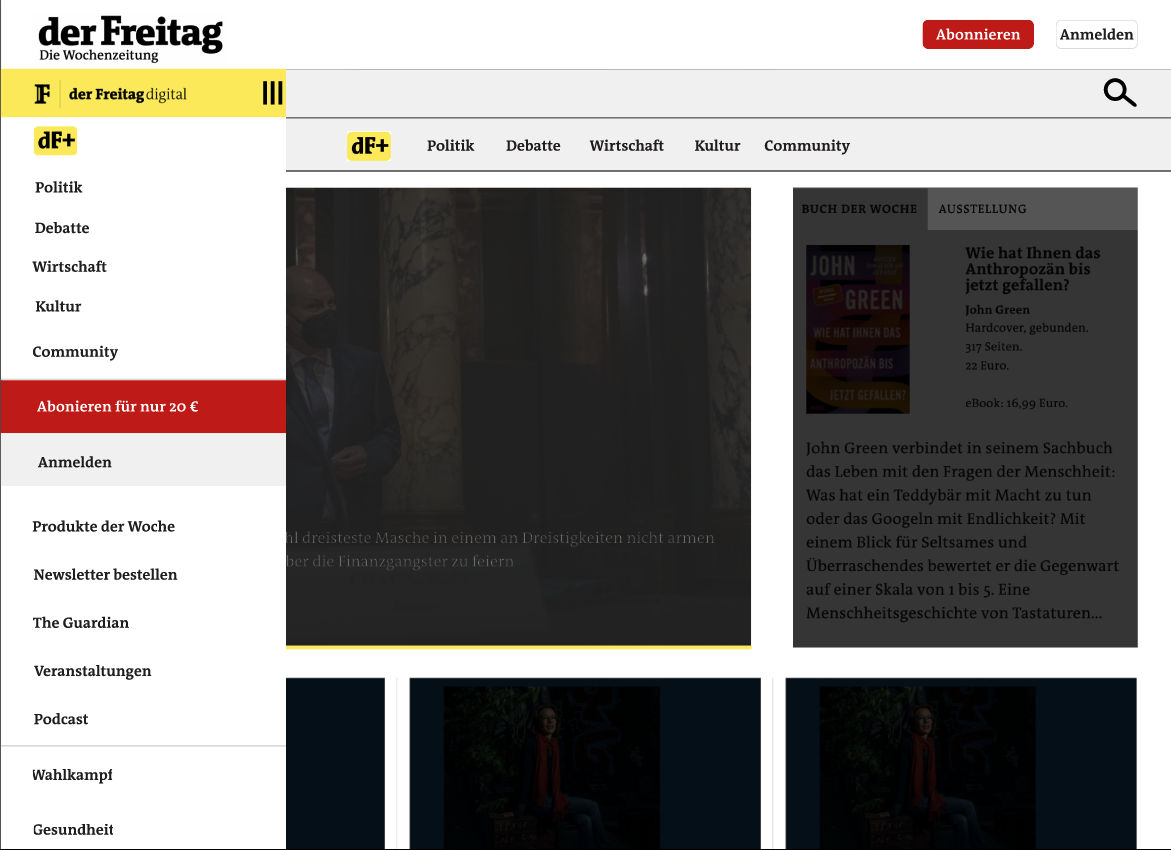 der Freitag
Die Wochenzeitung
Abonnieren
Anmelden
F der Freitag digital
dF+
Politik
Debatte
Wirtschaft
Kultur
Community
Abonieren für nur 20 €
Anmelden
Produkte der Woche
Newsletter bestellen
The Guardian
Veranstaltungen
Podcast
Wahlkampf
Gesundheit
dF+ Politik Debatte Wirtschaft Kultur Community
hl dreisteste Masche in einem an Dreistigkeiten nicht armen
ber die Finanzgangster zu feiern
BUCH DER WOCHE AUSSTELLUNG
JOHN
GREEN
WIE HAT IHNEN DAS
ANTHROPOZÄN BIS
JETZT GEFALLEN?
Wie hat Ihnen das
Anthropozän bis
jetzt gefallen?
John Green
Hardcover, gebunden.
317 Seiten.
22 Euro.
eBook: 16,99 Euro.
John Green verbindet in seinem Sachbuch
das Leben mit den Fragen der Menschheit:
Was hat ein Teddybär mit Macht zu tun
oder das Googeln mit Endlichkeit? Mit
einem Blick für Seltsames und
Überraschendes bewertet er die Gegenwart
auf einer Skala von 1 bis 5. Eine
Menschheitsgeschichte von Tastaturen...